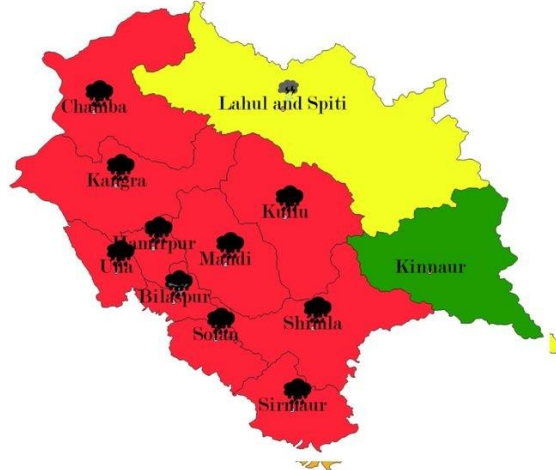 Chamba
Lahul and Spiti
Kangra
Kullu
Hamirpur
Mandi
Una
Kinnaur
Bilaspur
Solan
Shimla
Sirmaur